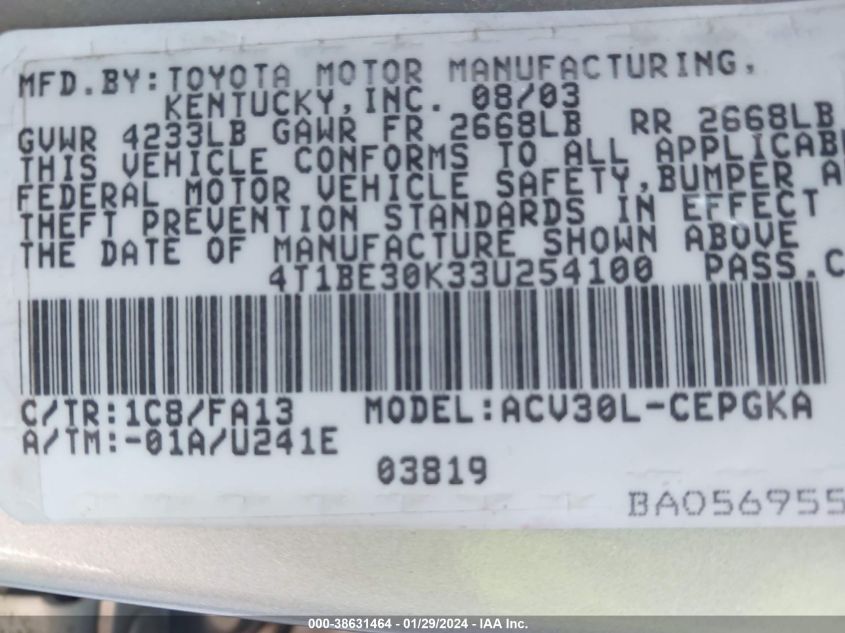 MFD.BY:TOYOTA MOTOR MANUFACTURING,
KENTUCKY,INC. 08/03
GVWR 4233LB GAWR FR 2668LB RR 2668LB
THIS VEHICLE CONFORMS TO ALL APPLICAB
FEDERAL MOTOR VEHICLE SAFETY,BUMPER A
THEFT PREVENTION STANDARDS IN EFFECT
THE DATE OF MANUFACTURE SHOWN ABOVE
4T1BE30K33U254100 PASS.C
C/TR:1C8/FA13 MODEL:ACV30L-CEPGKA
A/TM:-01A/U241E
03819
BA056955
000-38631464 - 01/29/2024 - IAA Inc.